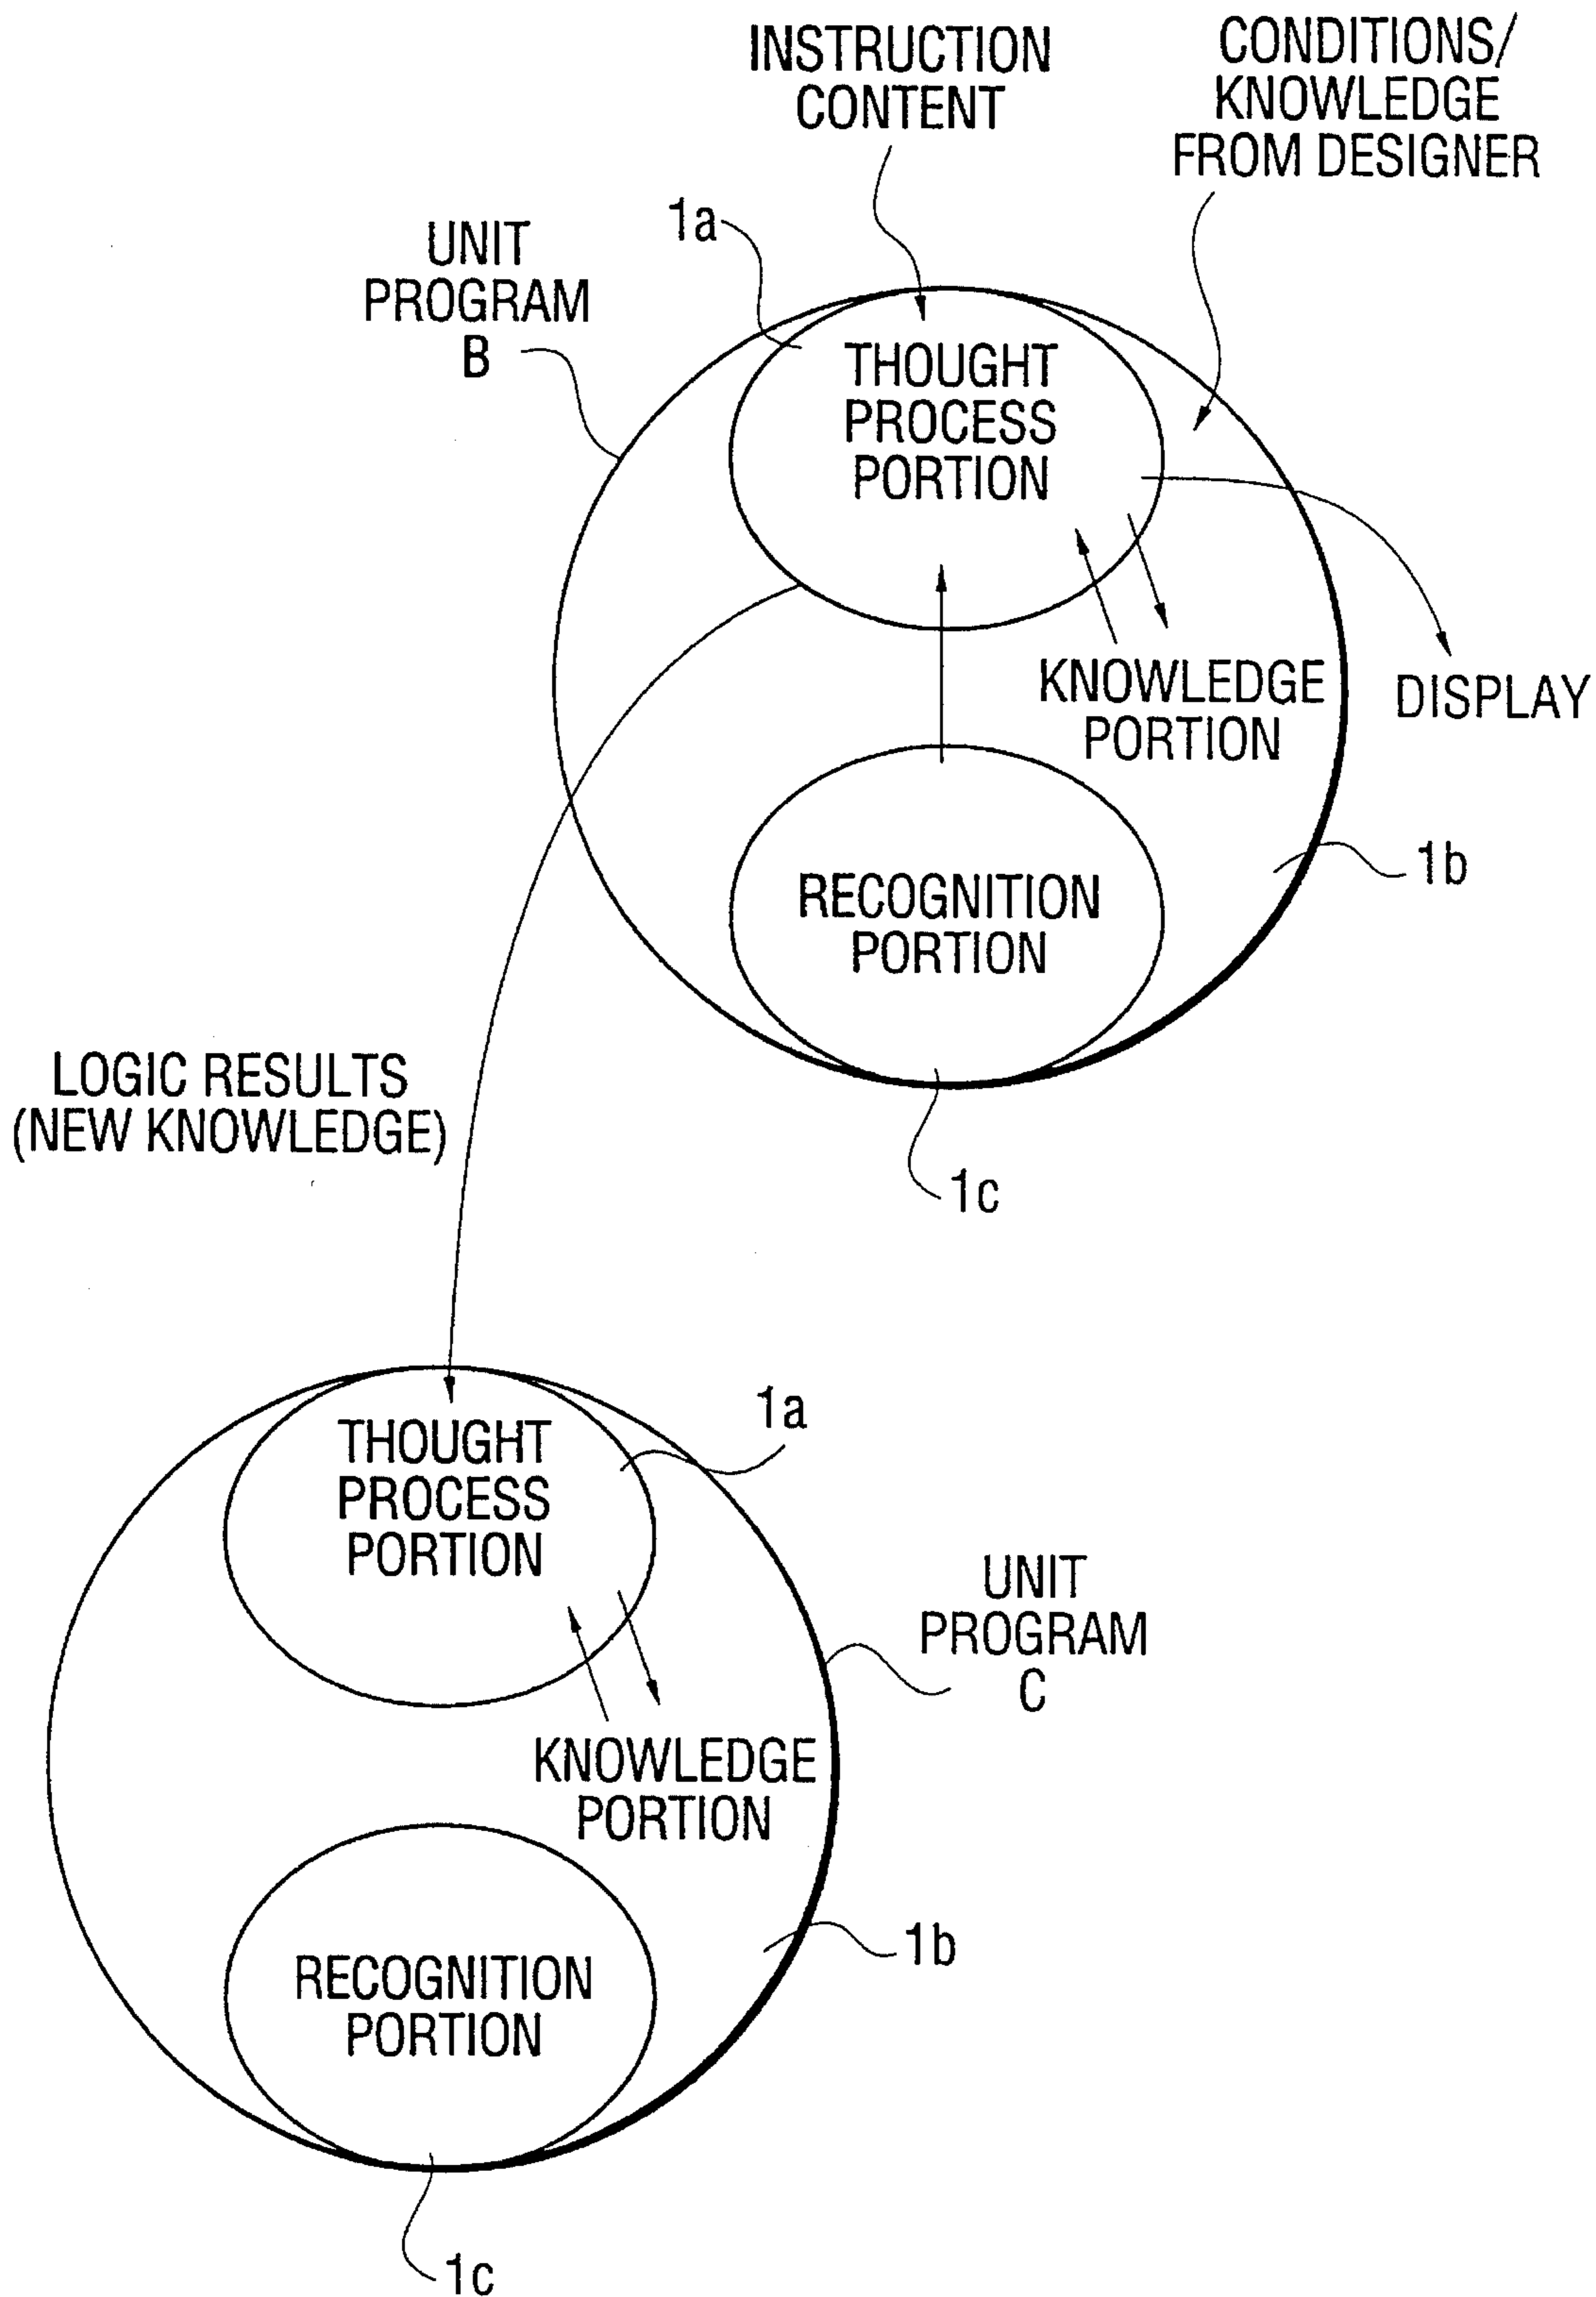 INSTRUCTION
CONTENT
CONDITIONS/
KNOWLEDGE
FROM DESIGNER
1a
UNIT
PROGRAM
B
THOUGHT
PROCESS
PORTION
KNOWLEDGE
PORTION
DISPLAY
RECOGNITION
PORTION
1b
1c
LOGIC RESULTS
(NEW KNOWLEDGE)
1a
THOUGHT
PROCESS
PORTION
UNIT
PROGRAM
C
KNOWLEDGE
PORTION
1b
RECOGNITION
PORTION
1c